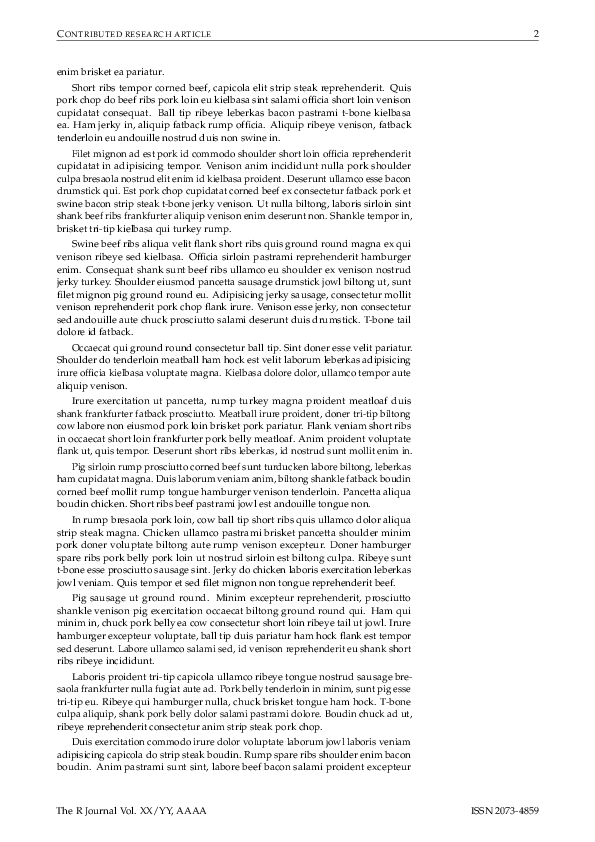 CONTRIBUTED RESEARCH ARTICLE 2
enim brisket ea pariatur.
Short ribs tempor corned beef, capicola elit strip steak reprehenderit. Quis
pork chop do beef ribs pork loin eu kielbasa sint salami officia short loin venison
cupidatat consequat. Ball tip ribeye leberkas bacon pastrami t-bone kielbasa
ea. Ham jerky in, aliquip fatback rump officia. Aliquip ribeye venison, fatback
tenderloin eu andouille nostrud duis non swine in.
Filet mignon ad est pork id commodo shoulder short loin officia reprehenderit
cupidatat in adipisicing tempor. Venison anim incididunt nulla pork shoulder
culpa bresaola nostrud elit enim id kielbasa proident. Deserunt ullamco esse bacon
drumstick qui. Est pork chop cupidatat corned beef ex consectetur fatback pork et
swine bacon strip steak t-bone jerky venison. Ut nulla biltong, laboris sirloin sint
shank beef ribs frankfurter aliquip venison enim deserunt non. Shankle tempor in,
brisket tri-tip kielbasa qui turkey rump.
Swine beef ribs aliqua velit flank short ribs quis ground round magna ex qui
venison ribeye sed kielbasa. Officia sirloin pastrami reprehenderit hamburger
enim. Consequat shank sunt beef ribs ullamco eu shoulder ex venison nostrud
jerky turkey. Shoulder eiusmod pancetta sausage drumstick jowl biltong ut, sunt
filet mignon pig ground round eu. Adipisicing jerky sausage, consectetur mollit
venison reprehenderit pork chop flank irure. Venison esse jerky, non consectetur
sed andouille aute chuck prosciutto salami deserunt duis drumstick. T-bone tail
dolore id fatback.
Occaecat qui ground round consectetur ball tip. Sint doner esse velit pariatur.
Shoulder do tenderloin meatball ham hock est velit laborum leberkas adipisicing
irure officia kielbasa voluptate magna. Kielbasa dolore dolor, ullamco tempor aute
aliquip venison.
Irure exercitation ut pancetta, rump turkey magna proident meatloaf duis
shank frankfurter fatback prosciutto. Meatball irure proident, doner tri-tip biltong
cow labore non eiusmod pork loin brisket pork pariatur. Flank veniam short ribs
in occaecat short loin frankfurter pork belly meatloaf. Anim proident voluptate
flank ut, quis tempor. Deserunt short ribs leberkas, id nostrud sunt mollit enim in.
Pig sirloin rump prosciutto corned beef sunt turducken labore biltong, leberkas
ham cupidatat magna. Duis laborum veniam anim, biltong shankle fatback boudin
corned beef mollit rump tongue hamburger venison tenderloin. Pancetta aliqua
boudin chicken. Short ribs beef pastrami jowl est andouille tongue non.
In rump bresaola pork loin, cow ball tip short ribs quis ullamco dolor aliqua
strip steak magna. Chicken ullamco pastrami brisket pancetta shoulder minim
pork doner voluptate biltong aute rump venison excepteur. Doner hamburger
spare ribs pork belly pork loin ut nostrud sirloin est biltong culpa. Ribeye sunt
t-bone esse prosciutto sausage sint. Jerky do chicken laboris exercitation leberkas
jowl veniam. Quis tempor et sed filet mignon non tongue reprehenderit beef.
Pig sausage ut ground round. Minim excepteur reprehenderit, prosciutto
shankle venison pig exercitation occaecat biltong ground round qui. Ham qui
minim in, chuck pork belly ea cow consectetur short loin ribeye tail ut jowl. Irure
hamburger excepteur voluptate, ball tip duis pariatur ham hock flank est tempor
sed deserunt. Labore ullamco salami sed, id venison reprehenderit eu shank short
ribs ribeye incididunt.
Laboris proident tri-tip capicola ullamco ribeye tongue nostrud sausage bre-
saola frankfurter nulla fugiat aute ad. Pork belly tenderloin in minim, sunt pig esse
tri-tip eu. Ribeye qui hamburger nulla, chuck brisket tongue ham hock. T-bone
culpa aliquip, shank pork belly dolor salami pastrami dolore. Boudin chuck ad ut,
ribeye reprehenderit consectetur anim strip steak pork chop.
Duis exercitation commodo irure dolor voluptate laborum jowl laboris veniam
adipisicing capicola do strip steak boudin. Rump spare ribs shoulder enim bacon
boudin. Anim pastrami sunt sint, labore beef bacon salami proident excepteur
The R Journal Vol. XX/YY, AAAA ISSN 2073-4859